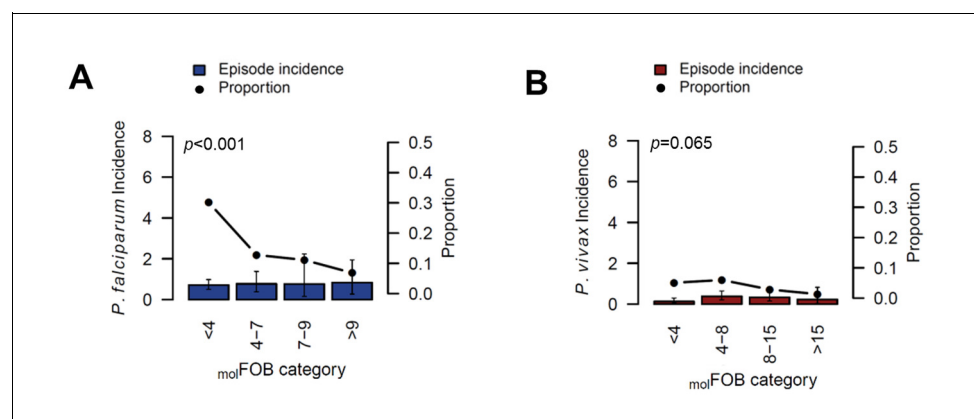 A
Episode incidence
Proportion
p<0.001
P. falciparum Incidence
8
6
4
2
0
0.5
0.4
0.3
0.2
0.1
0.0
Proportion
<4
4–7
7–9
>9
molFOB category
B
Episode incidence
Proportion
p=0.065
P. vivax Incidence
8
6
4
2
0
0.5
0.4
0.3
0.2
0.1
0.0
Proportion
<4
4–8
8–15
>15
molFOB category